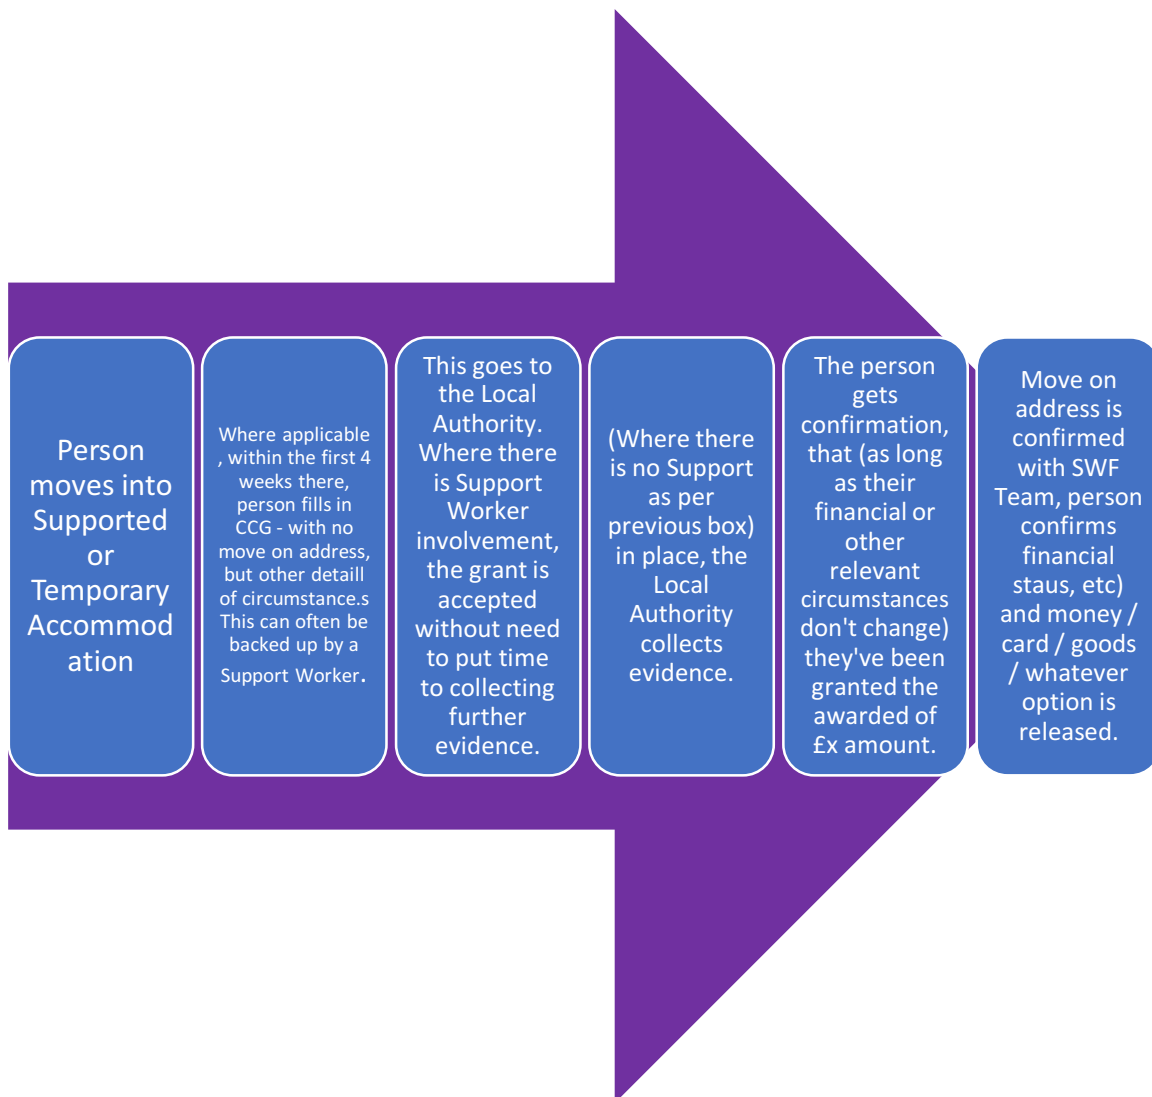 Person
moves into
Supported
or
Temporary
Accommod
ation
Where applicable
, within the first 4
weeks there,
person fills in
CCG - with no
move on address,
but other detaill
of circumstance.s
This can often be
backed up by a
Support Worker.
This goes to
the Local
Authority.
Where there
is Support
Worker
involvement,
the grant is
accepted
without need
to put time
to collecting
further
evidence.
(Where there
is no Support
as per
previous box)
in place, the
Local
Authority
collects
evidence.
The person
gets
confirmation,
that (as long
as their
financial or
other
relevant
circumstances
don't change)
they've been
granted the
awarded of
£x amount.
Move on
address is
confirmed
with SWF
Team, person
confirms
financial
staus, etc)
and money /
card / goods
/ whatever
option is
released.